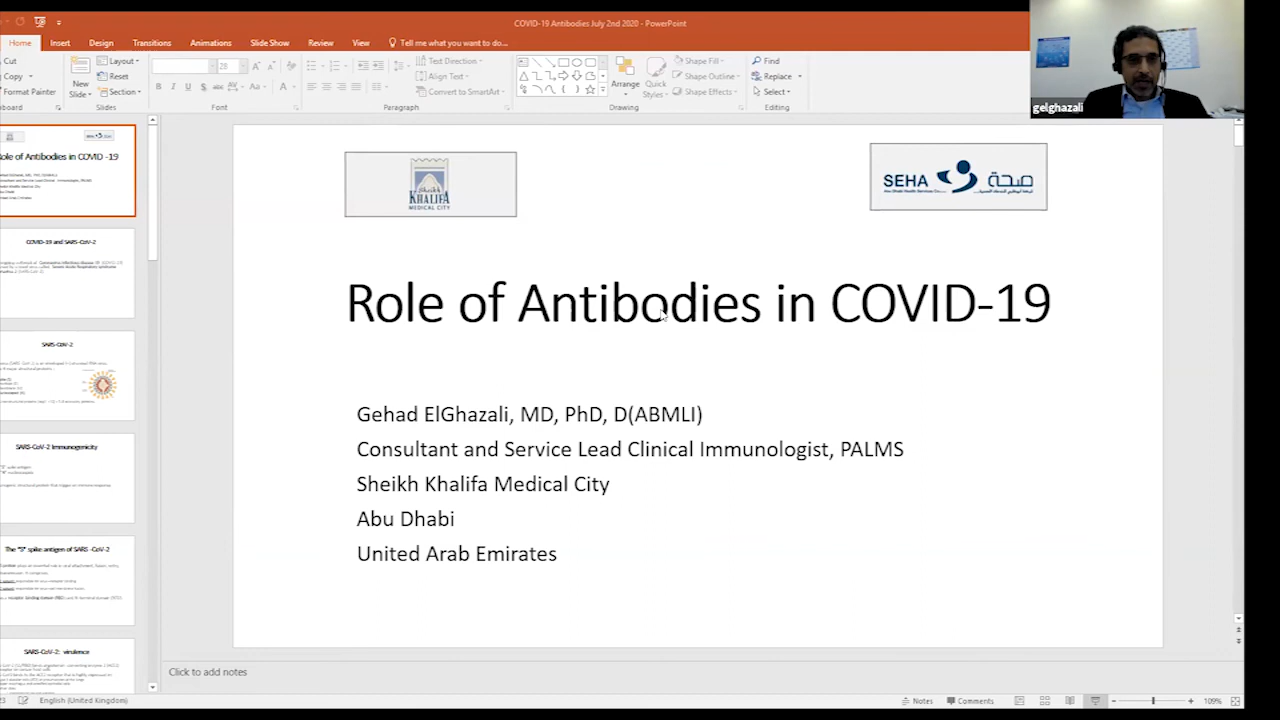 COVID-19 Antibodies July 2nd 2020 - PowerPoint
Home Insert Design Transitions Animations Slide Show Review View Tell me what you want to do...
Cut
Copy
Format Painter
New Slide
Layout
Reset
Section
Slides
28
Font
Text Direction
Align Text
Convert to SmartArt
Paragraph
Arrange
Quick Styles
Shape Fill
Shape Outline
Shape Effects
Drawing
Find
Replace
Select
Editing
gelghazali
Role of Antibodies in COVID -19
COVID-19 and SARS-CoV-2
SARS-CoV-2
SARS-CoV-2 Immunogenicity
The "S" spike antigen of SARS -CoV-2
SARS-CoV-2: virulence
KHALIFA
MEDICAL CITY
SEHA صحة
Role of Antibodies in COVID-19
Gehad ElGhazali, MD, PhD, D(ABMLI)
Consultant and Service Lead Clinical Immunologist, PALMS
Sheikh Khalifa Medical City
Abu Dhabi
United Arab Emirates
Click to add notes
English (United Kingdom)
Notes Comments 109%